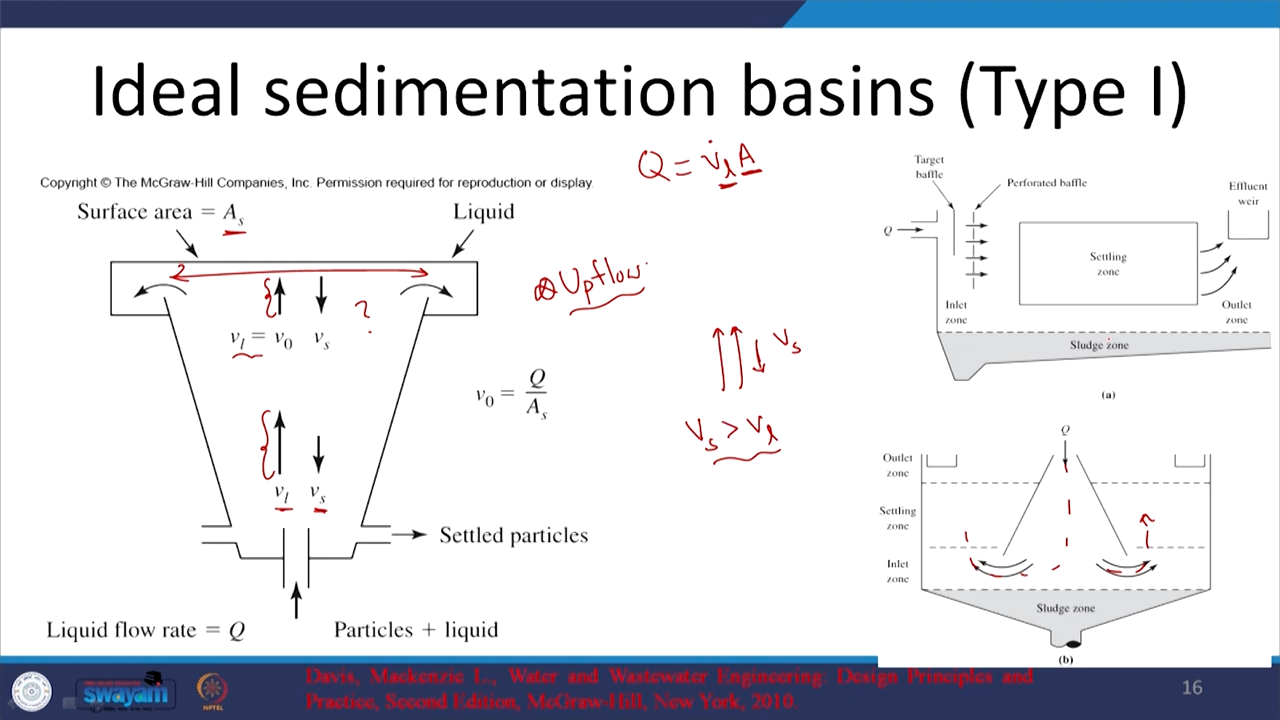 Ideal sedimentation basins (Type I)
Q = v̇ₗA
Copyright © The McGraw-Hill Companies, Inc. Permission required for reproduction or display.
Surface area = Aₛ
Liquid
?
vₗ = v₀
vₛ
v₀ = Q / Aₛ
vₗ
vₛ
Settled particles
Liquid flow rate = Q
Particles + liquid
Upflow
vₛ
vₛ > vₗ
Target
baffle
Perforated baffle
Effluent
weir
Q
Settling
zone
Inlet
zone
Outlet
zone
Sludge zone
(a)
Q
Outlet
zone
Settling
zone
Inlet
zone
Sludge zone
(b)
swayam
NPTEL
Davis, Mackenzie L., Water and Wastewater Engineering: Design Principles and
Practice, Second Edition, McGraw-Hill, New York, 2010.
16